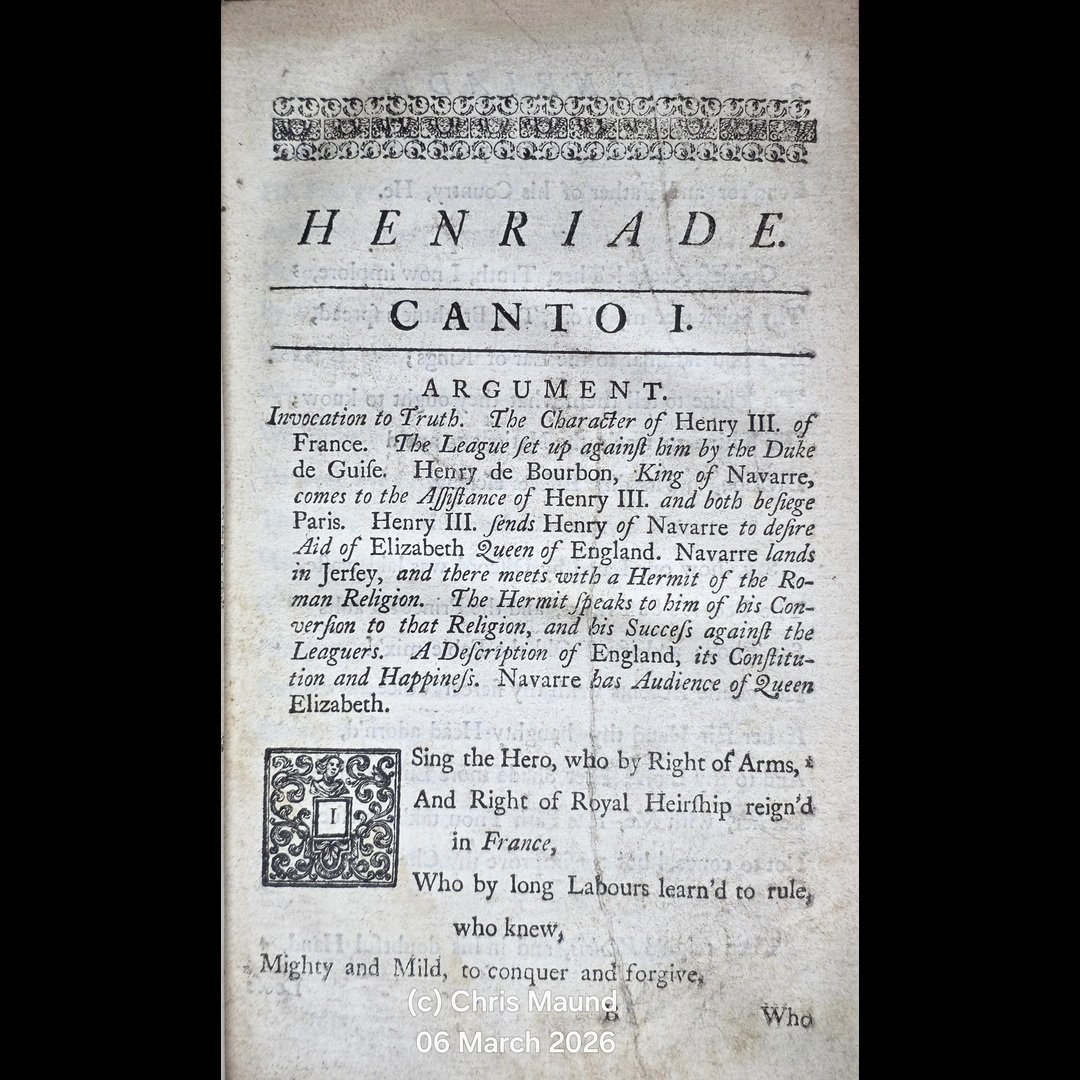 HENRIADE.
CANTO I.
ARGUMENT.
Invocation to Truth. The Character of Henry III. of
France. The League ſet up againſt him by the Duke
de Guiſe. Henry de Bourbon, King of Navarre,
comes to the Aſſiſtance of Henry III. and both beſiege
Paris. Henry III. ſends Henry of Navarre to deſire
Aid of Elizabeth Queen of England. Navarre lands
in Jerſey, and there meets with a Hermit of the Ro-
man Religion. The Hermit ſpeaks to him of his Con-
verſion to that Religion, and his Succeſs againſt the
Leaguers. A Deſcription of England, its Conſtitu-
tion and Happineſs. Navarre has Audience of Queen
Elizabeth.
I Sing the Hero, who by Right of Arms,
And Right of Royal Heirſhip reign'd
in France,
Who by long Labours learn'd to rule,
who knew,
Mighty and Mild, to conquer and forgive,
B Who
(c) Chris Maund
06 March 2026